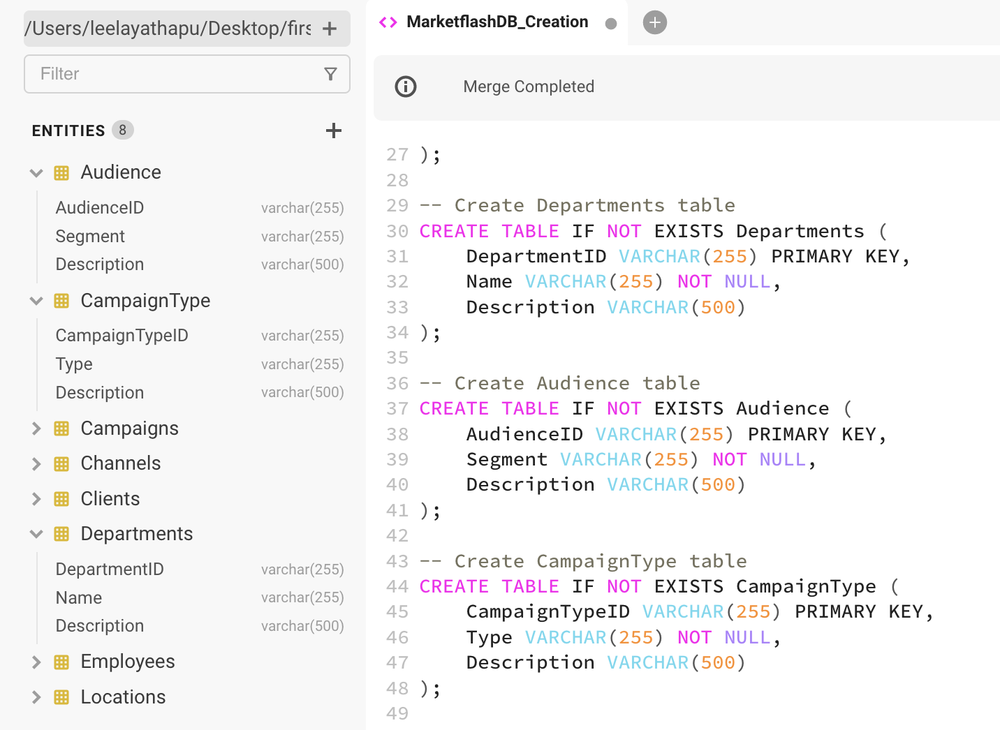 /Users/leelayathapu/Desktop/firs
Filter
ENTITIES 8
Audience
AudienceID varchar(255)
Segment varchar(255)
Description varchar(500)
CampaignType
CampaignTypeID varchar(255)
Type varchar(255)
Description varchar(500)
Campaigns
Channels
Clients
Departments
DepartmentID varchar(255)
Name varchar(255)
Description varchar(500)
Employees
Locations
MarketflashDB_Creation
Merge Completed
27 );
28
29 -- Create Departments table
30 CREATE TABLE IF NOT EXISTS Departments (
31 DepartmentID VARCHAR(255) PRIMARY KEY,
32 Name VARCHAR(255) NOT NULL,
33 Description VARCHAR(500)
34 );
35
36 -- Create Audience table
37 CREATE TABLE IF NOT EXISTS Audience (
38 AudienceID VARCHAR(255) PRIMARY KEY,
39 Segment VARCHAR(255) NOT NULL,
40 Description VARCHAR(500)
41 );
42
43 -- Create CampaignType table
44 CREATE TABLE IF NOT EXISTS CampaignType (
45 CampaignTypeID VARCHAR(255) PRIMARY KEY,
46 Type VARCHAR(255) NOT NULL,
47 Description VARCHAR(500)
48 );
49